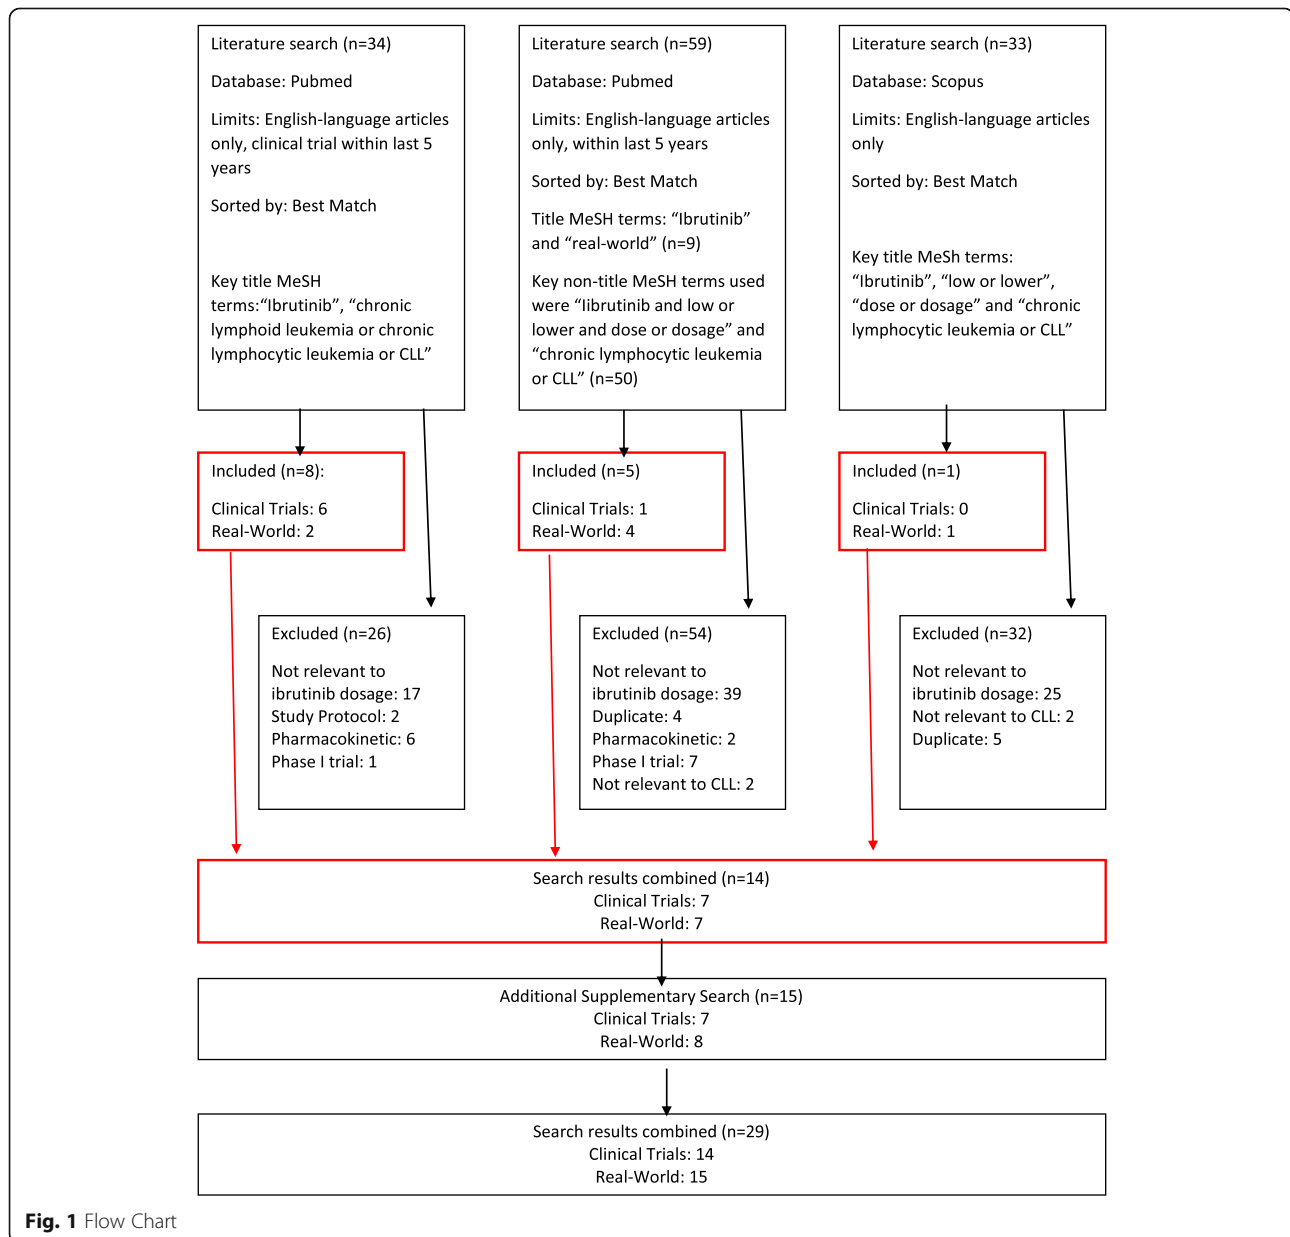 Literature search (n=34)
Database: Pubmed
Limits: English-language articles
only, clinical trial within last 5
years
Sorted by: Best Match
Key title MeSH
terms:“Ibrutinib”, “chronic
lymphoid leukemia or chronic
lymphocytic leukemia or CLL”
Literature search (n=59)
Database: Pubmed
Limits: English-language articles
only, within last 5 years
Sorted by: Best Match
Title MeSH terms: “Ibrutinib”
and “real-world” (n=9)
Key non-title MeSH terms used
were “Iibrutinib and low or
lower and dose or dosage” and
“chronic lymphocytic leukemia
or CLL” (n=50)
Literature search (n=33)
Database: Scopus
Limits: English-language articles
only
Sorted by: Best Match
Key title MeSh terms:
“Ibrutinib”, “low or lower”,
“dose or dosage” and “chronic
lymphocytic leukemia or CLL”
Included (n=8):
Clinical Trials: 6
Real-World: 2
Included (n=5)
Clinical Trials: 1
Real-World: 4
Included (n=1)
Clinical Trials: 0
Real-World: 1
Excluded (n=26)
Not relevant to
ibrutinib dosage: 17
Study Protocol: 2
Pharmacokinetic: 6
Phase I trial: 1
Excluded (n=54)
Not relevant to
ibrutinib dosage: 39
Duplicate: 4
Pharmacokinetic: 2
Phase I trial: 7
Not relevant to CLL: 2
Excluded (n=32)
Not relevant to
ibrutinib dosage: 25
Not relevant to CLL: 2
Duplicate: 5
Search results combined (n=14)
Clinical Trials: 7
Real-World: 7
Additional Supplementary Search (n=15)
Clinical Trials: 7
Real-World: 8
Search results combined (n=29)
Clinical Trials: 14
Real-World: 15
Fig. 1 Flow Chart